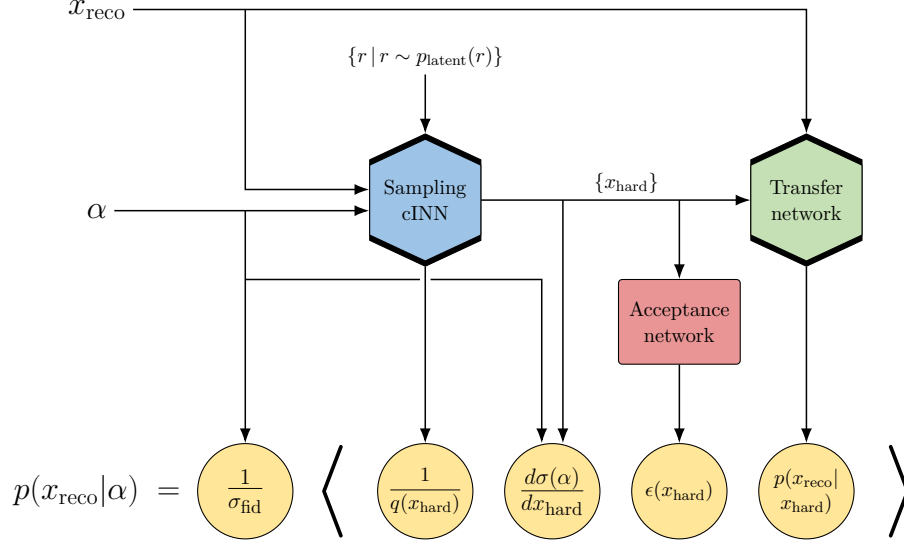 x_reco
{r | r ∼ p_latent(r)}
Sampling
cINN
{x_hard}
Transfer
network
α
Acceptance
network
p(x_reco|α) = 1/σ_fid ⟨ 1/q(x_hard) dσ(α)/dx_hard ϵ(x_hard) p(x_reco| x_hard) ⟩